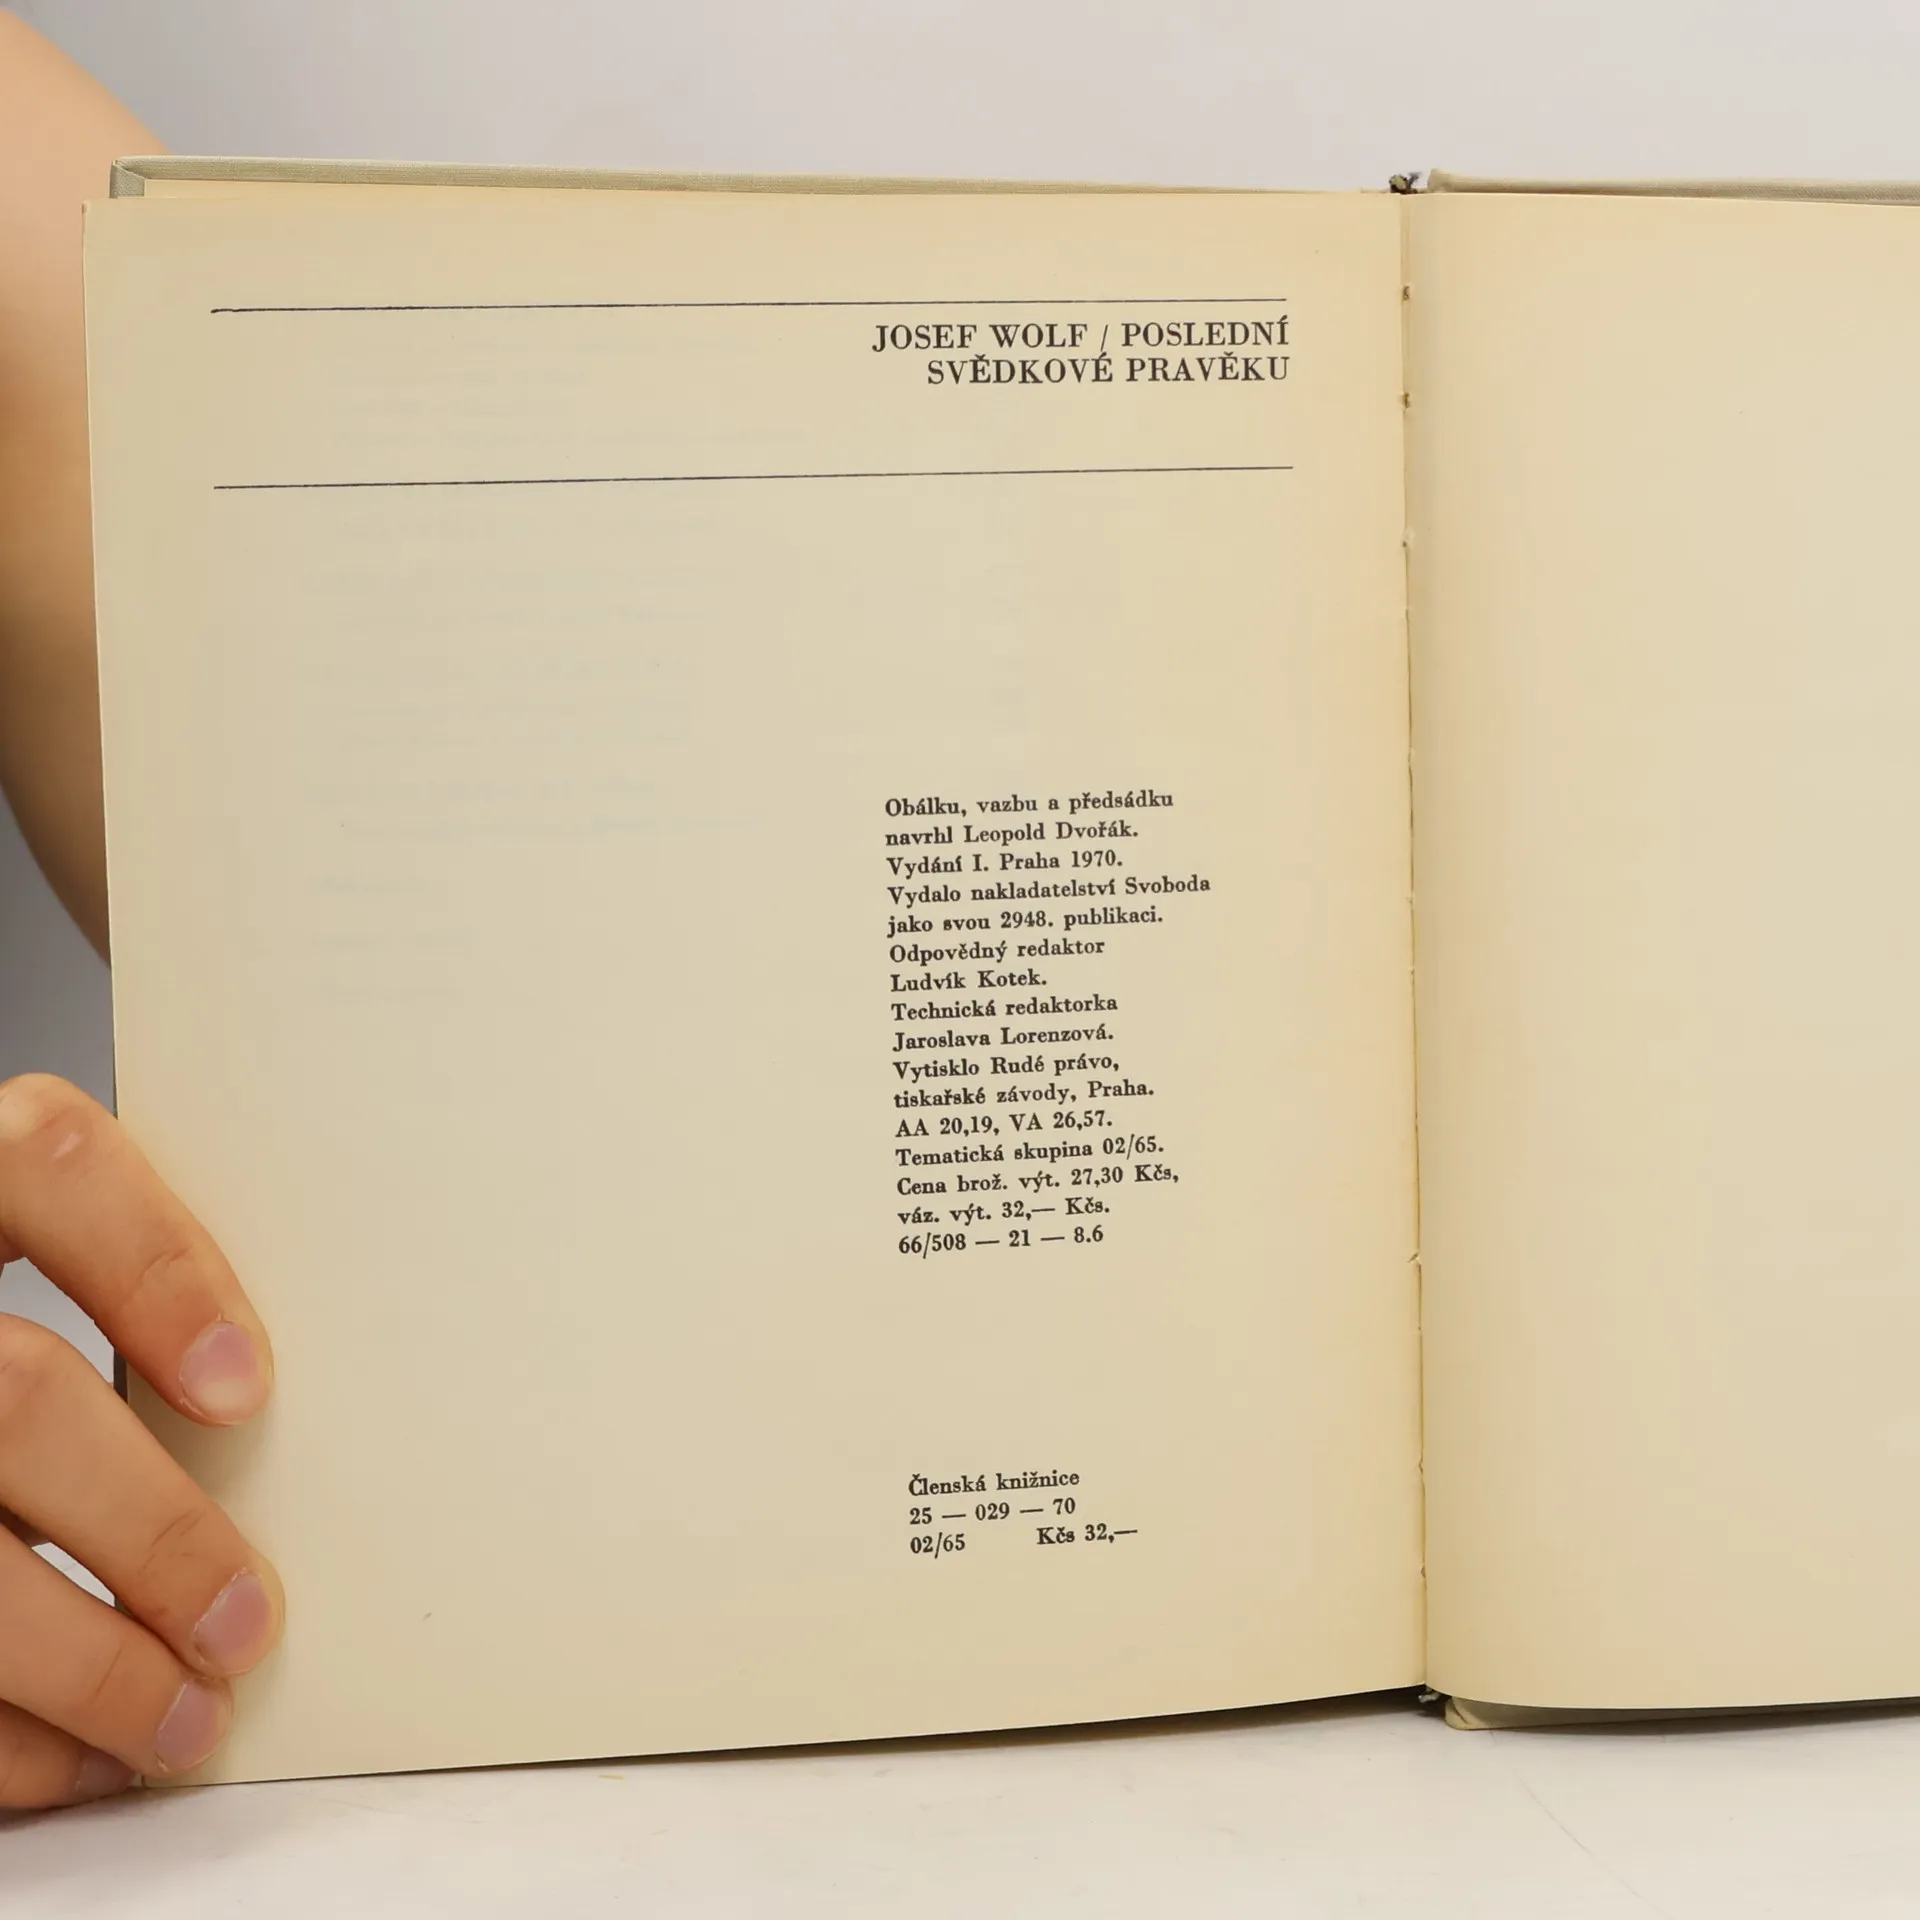 JOSEF WOLF / POSLEDNÍ
SVĚDKOVÉ PRAVĚKU
Obálku, vazbu a předsádku
navrhl Leopold Dvořák.
Vydání I. Praha 1970.
Vydalo nakladatelství Svoboda
jako svou 2948. publikaci.
Odpovědný redaktor
Ludvík Kotek.
Technická redaktorka
Jaroslava Lorenzová.
Vytisklo Rudé právo,
tiskařské závody, Praha.
AA 20,19, VA 26,57.
Tematická skupina 02/65.
Cena brož. výt. 27,30 Kčs,
váz. výt. 32,— Kčs.
66/508 — 21 — 8.6
Členská knižnice
25 — 029 — 70
02/65 Kčs 32,—